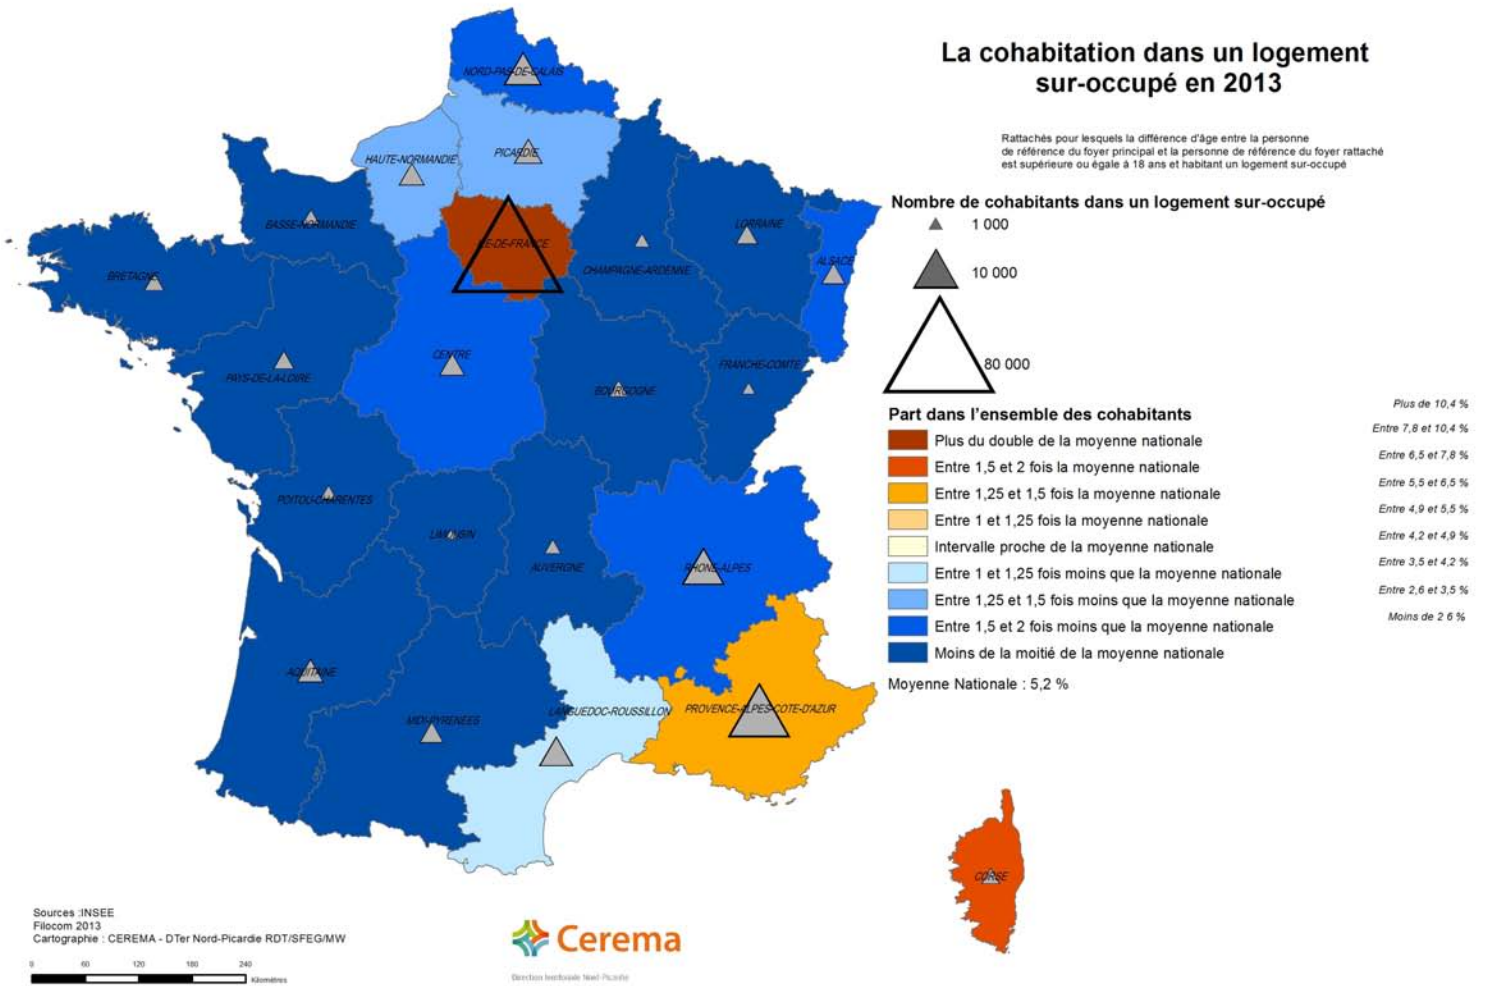 La cohabitation dans un logement
sur-occupé en 2013
Rattachés pour lesquels la différence d'âge entre la personne
de référence du foyer principal et la personne de référence du foyer rattaché
est supérieure ou égale à 18 ans et habitant un logement sur-occupé
NORD-PAS-DE-CALAIS
HAUTE-NORMANDIE
PICARDIE
BASSE-NORMANDIE
ILE-DE-FRANCE
CHAMPAGNE-ARDENNE
LORRAINE
ALSACE
BRETAGNE
PAYS-DE-LA-LOIRE
CENTRE
BOURGOGNE
FRANCHE-COMTE
POITOU-CHARENTES
LIMOUSIN
AUVERGNE
RHONE-ALPES
AQUITAINE
MIDI-PYRENEES
LANGUEDOC-ROUSSILLON
PROVENCE-ALPES-COTE-D'AZUR
CORSE
Nombre de cohabitants dans un logement sur-occupé
1 000
10 000
80 000
Part dans l'ensemble des cohabitants
Plus du double de la moyenne nationale
Entre 1,5 et 2 fois la moyenne nationale
Entre 1,25 et 1,5 fois la moyenne nationale
Entre 1 et 1,25 fois la moyenne nationale
Intervalle proche de la moyenne nationale
Entre 1 et 1,25 fois moins que la moyenne nationale
Entre 1,25 et 1,5 fois moins que la moyenne nationale
Entre 1,5 et 2 fois moins que la moyenne nationale
Moins de la moitié de la moyenne nationale
Moyenne Nationale : 5,2 %
Plus de 10,4 %
Entre 7,8 et 10,4 %
Entre 6,5 et 7,8 %
Entre 5,5 et 6,5 %
Entre 4,9 et 5,5 %
Entre 4,2 et 4,9 %
Entre 3,5 et 4,2 %
Entre 2,6 et 3,5 %
Moins de 2 6 %
Sources :INSEE
Filocom 2013
Cartographie : CEREMA - DTer Nord-Picardie RDT/SFEG/MW
0 60 120 180 240
Kilomètres
Cerema
Direction territoriale Nord-Picardie